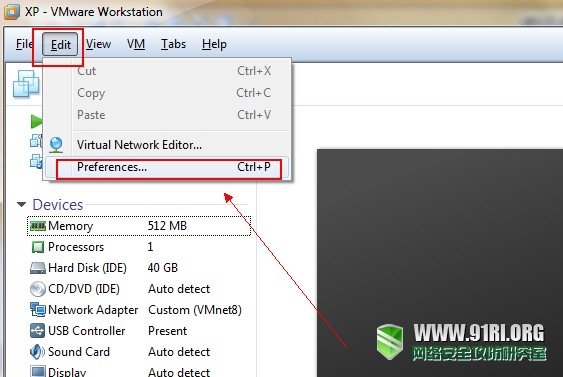 XP - VMware Workstation
File Edit View VM Tabs Help
Cut Ctrl+X
Copy Ctrl+C
Paste Ctrl+V
Virtual Network Editor...
Preferences... Ctrl+P
Devices
Memory 512 MB
Processors 1
Hard Disk (IDE) 40 GB
CD/DVD (IDE) Auto detect
Network Adapter Custom (VMnet8)
USB Controller Present
Sound Card Auto detect
Display Auto detect
WWW.91RI.ORG
网络安全攻防研究室